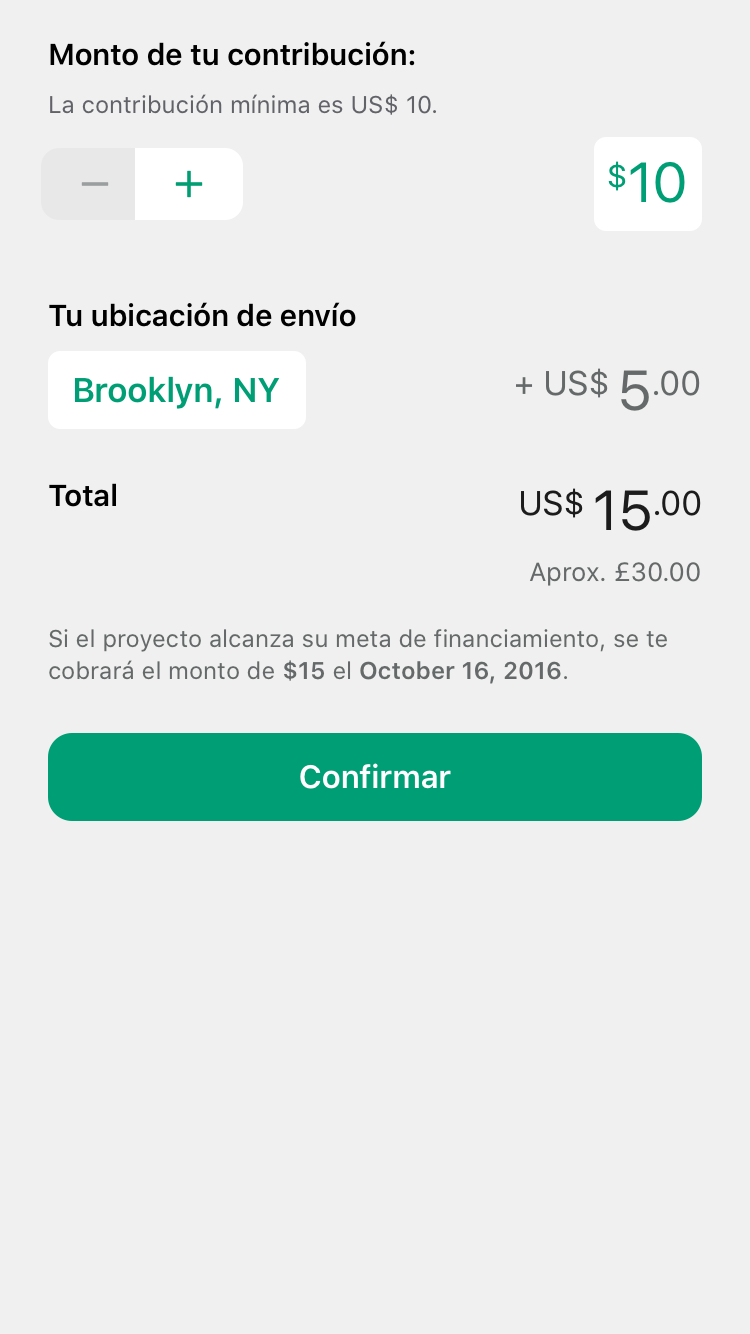 Monto de tu contribución:
La contribución mínima es US$ 10.
− +
$10
Tu ubicación de envío
Brooklyn, NY
+ US$ 5.00
Total
US$ 15.00
Aprox. £30.00
Si el proyecto alcanza su meta de financiamiento, se te
cobrará el monto de $15 el October 16, 2016.
Confirmar